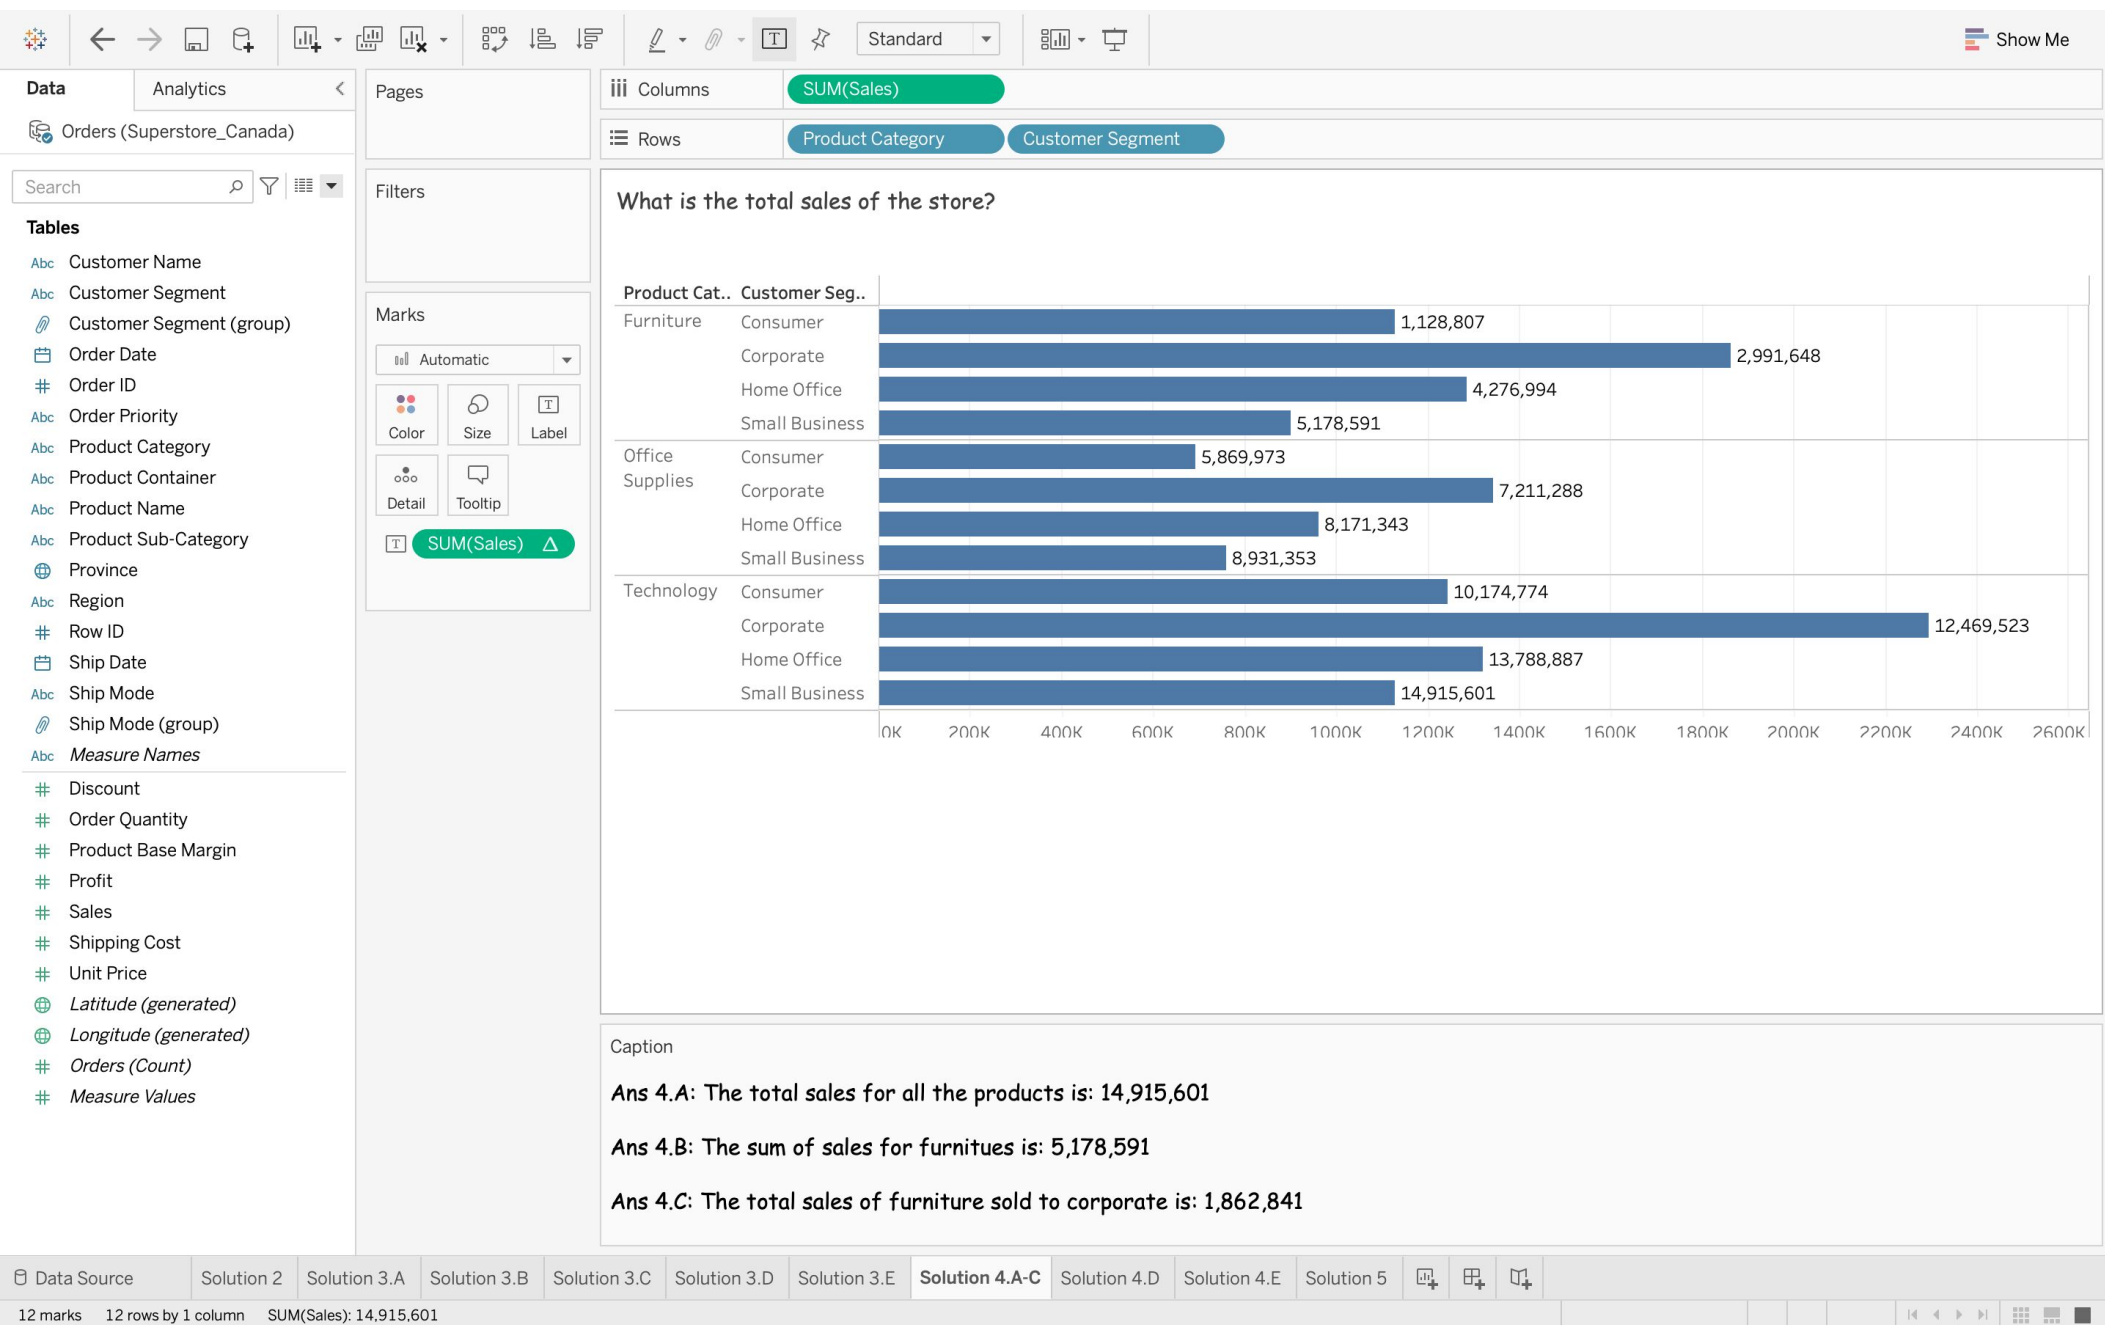 Standard
Show Me
Data
Analytics
Pages
Columns
SUM(Sales)
Orders (Superstore_Canada)
Rows
Product Category
Customer Segment
Search
Filters
What is the total sales of the store?
Tables
Abc Customer Name
Abc Customer Segment
Customer Segment (group)
Order Date
# Order ID
Abc Order Priority
Abc Product Category
Abc Product Container
Abc Product Name
Abc Product Sub-Category
Province
Abc Region
# Row ID
Ship Date
Abc Ship Mode
Ship Mode (group)
Abc Measure Names
# Discount
# Order Quantity
# Product Base Margin
# Profit
# Sales
# Shipping Cost
# Unit Price
Latitude (generated)
Longitude (generated)
# Orders (Count)
# Measure Values
Marks
Automatic
Color
Size
T
Label
Detail
Tooltip
T SUM(Sales) Δ
Product Cat.. Customer Seg..
Furniture Consumer 1,128,807
Corporate 2,991,648
Home Office 4,276,994
Small Business 5,178,591
Office Supplies Consumer 5,869,973
Corporate 7,211,288
Home Office 8,171,343
Small Business 8,931,353
Technology Consumer 10,174,774
Corporate 12,469,523
Home Office 13,788,887
Small Business 14,915,601
0K 200K 400K 600K 800K 1000K 1200K 1400K 1600K 1800K 2000K 2200K 2400K 2600K
Caption
Ans 4.A: The total sales for all the products is: 14,915,601
Ans 4.B: The sum of sales for furnitues is: 5,178,591
Ans 4.C: The total sales of furniture sold to corporate is: 1,862,841
Data Source Solution 2 Solution 3.A Solution 3.B Solution 3.C Solution 3.D Solution 3.E Solution 4.A-C Solution 4.D Solution 4.E Solution 5
12 marks 12 rows by 1 column SUM(Sales): 14,915,601